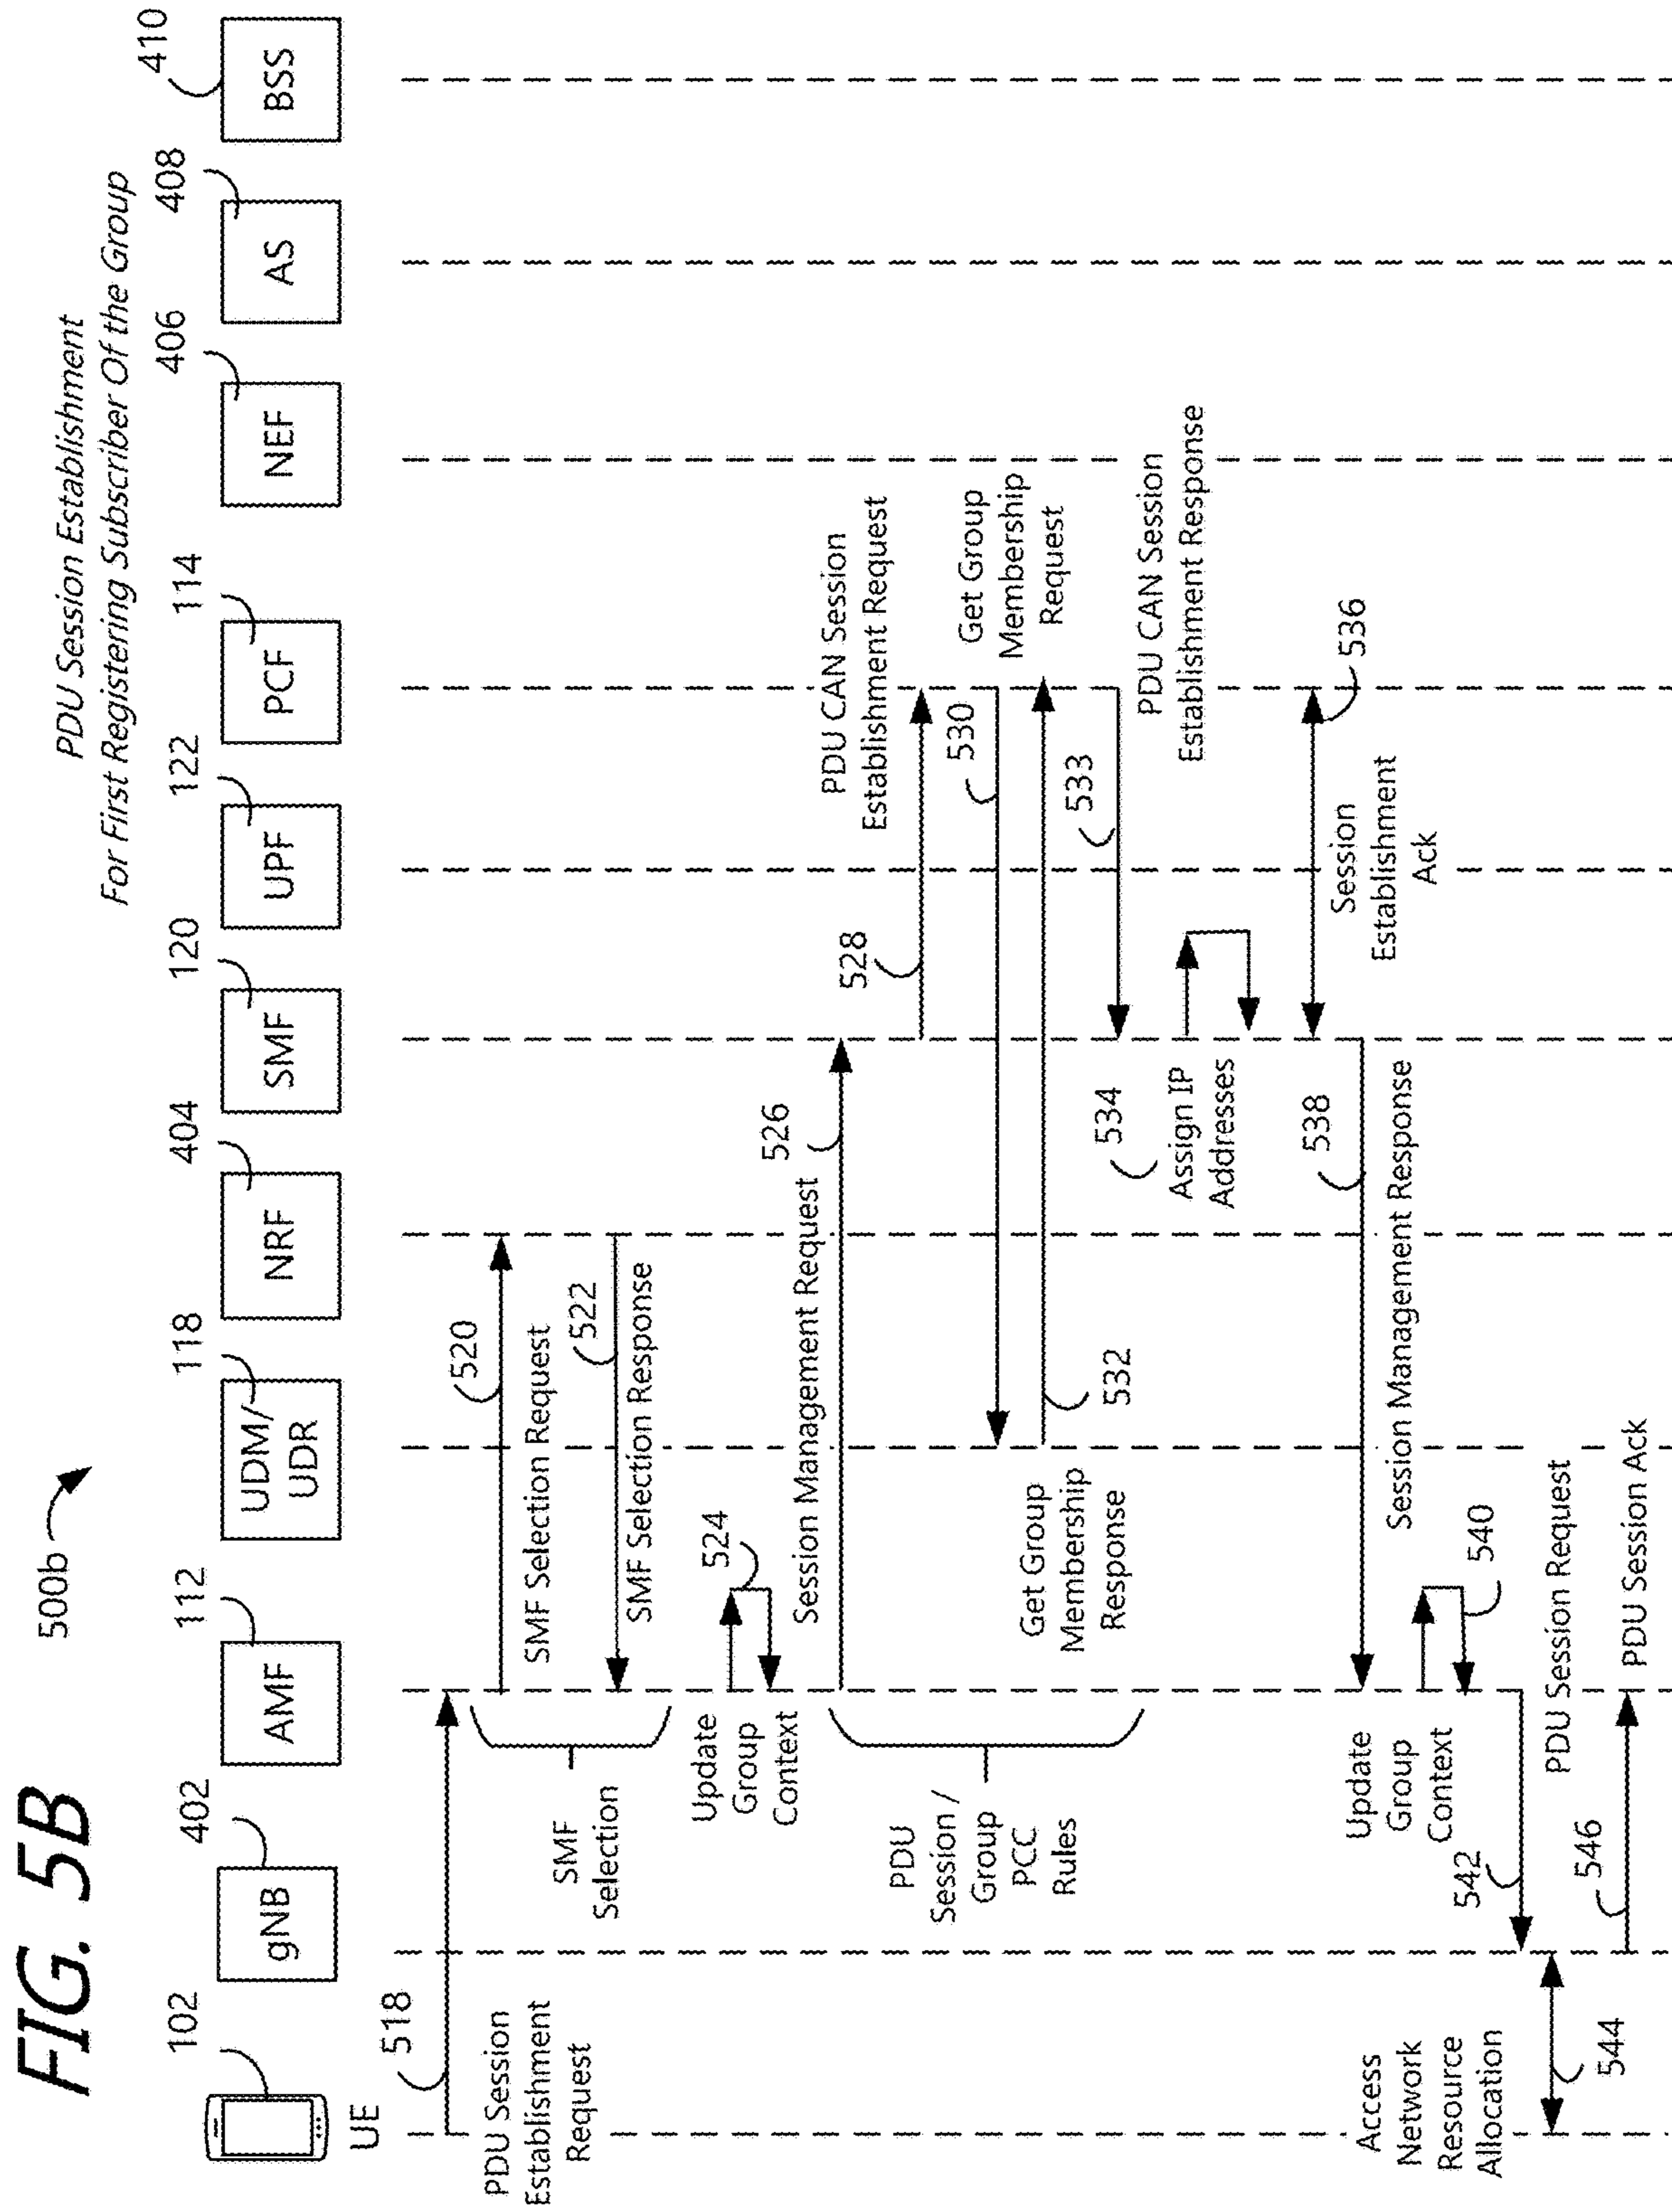 FIG. 5B
500b
PDU Session Establishment
For First Registering Subscriber Of the Group
102
402
112
118
404
120
122
114
406
408
410
UE
gNB
AMF
UDM/
UDR
NRF
SMF
UPF
PCF
NEF
AS
BSS
518
PDU Session
Establishment
Request
520
SMF Selection Request
522
SMF Selection Response
SMF
Selection
524
Update
Group
Context
Session Management Request
526
PDU CAN Session
Establishment Request
528
PDU
Session /
Group
PCC
Rules
530
Get Group
Membership
Request
Get Group
Membership
Response
532
533
PDU CAN Session
Establishment Response
534
Assign IP
Addresses
536
Session
Establishment
Ack
538
Session Management Response
Update
Group
Context
540
542
PDU Session Request
Access
Network
Resource
Allocation
544
546
PDU Session Ack